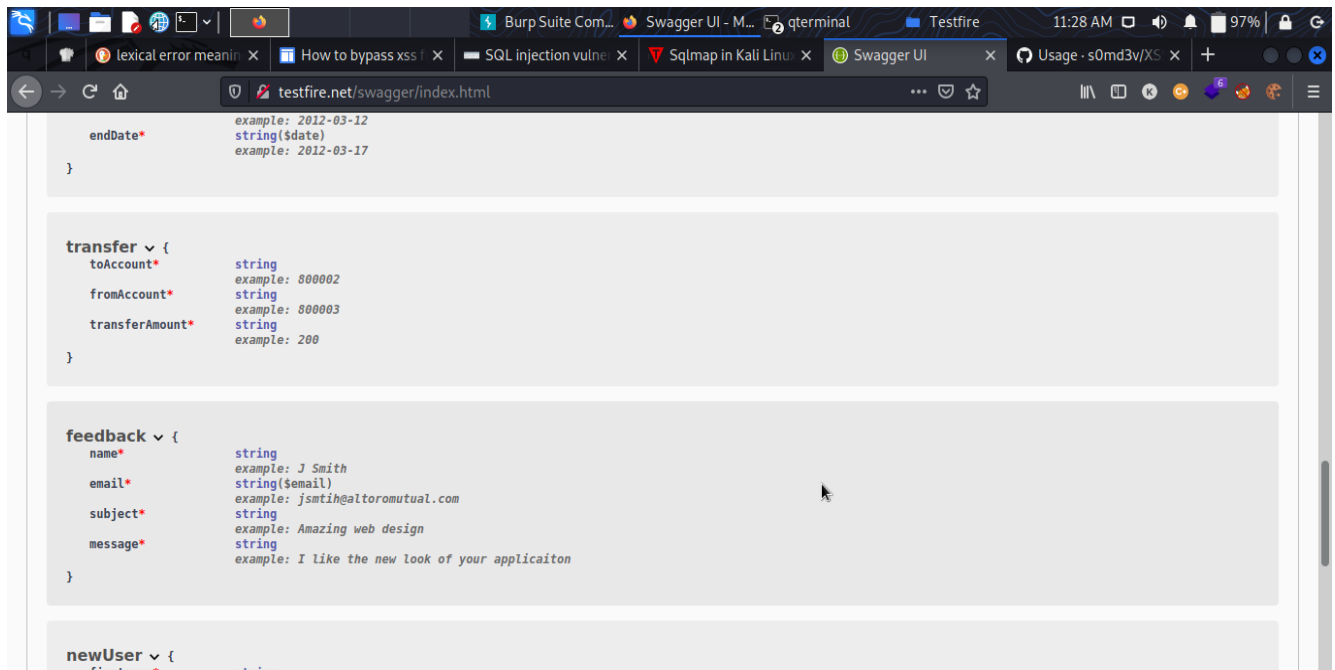 Burp Suite Com... Swagger UI - M... qterminal Testfire 11:28 AM 97%
lexical error meanin How to bypass xss f SQL injection vulner Sqlmap in Kali Linu Swagger UI Usage · s0md3v/XS
testfire.net/swagger/index.html
example: 2012-03-12
endDate* string($date)
example: 2012-03-17
}
transfer {
toAccount* string
example: 800002
fromAccount* string
example: 800003
transferAmount* string
example: 200
}
feedback {
name* string
example: J Smith
email* string($email)
example: jsmtih@altoromutual.com
subject* string
example: Amazing web design
message* string
example: I like the new look of your applicaiton
}
newUser {